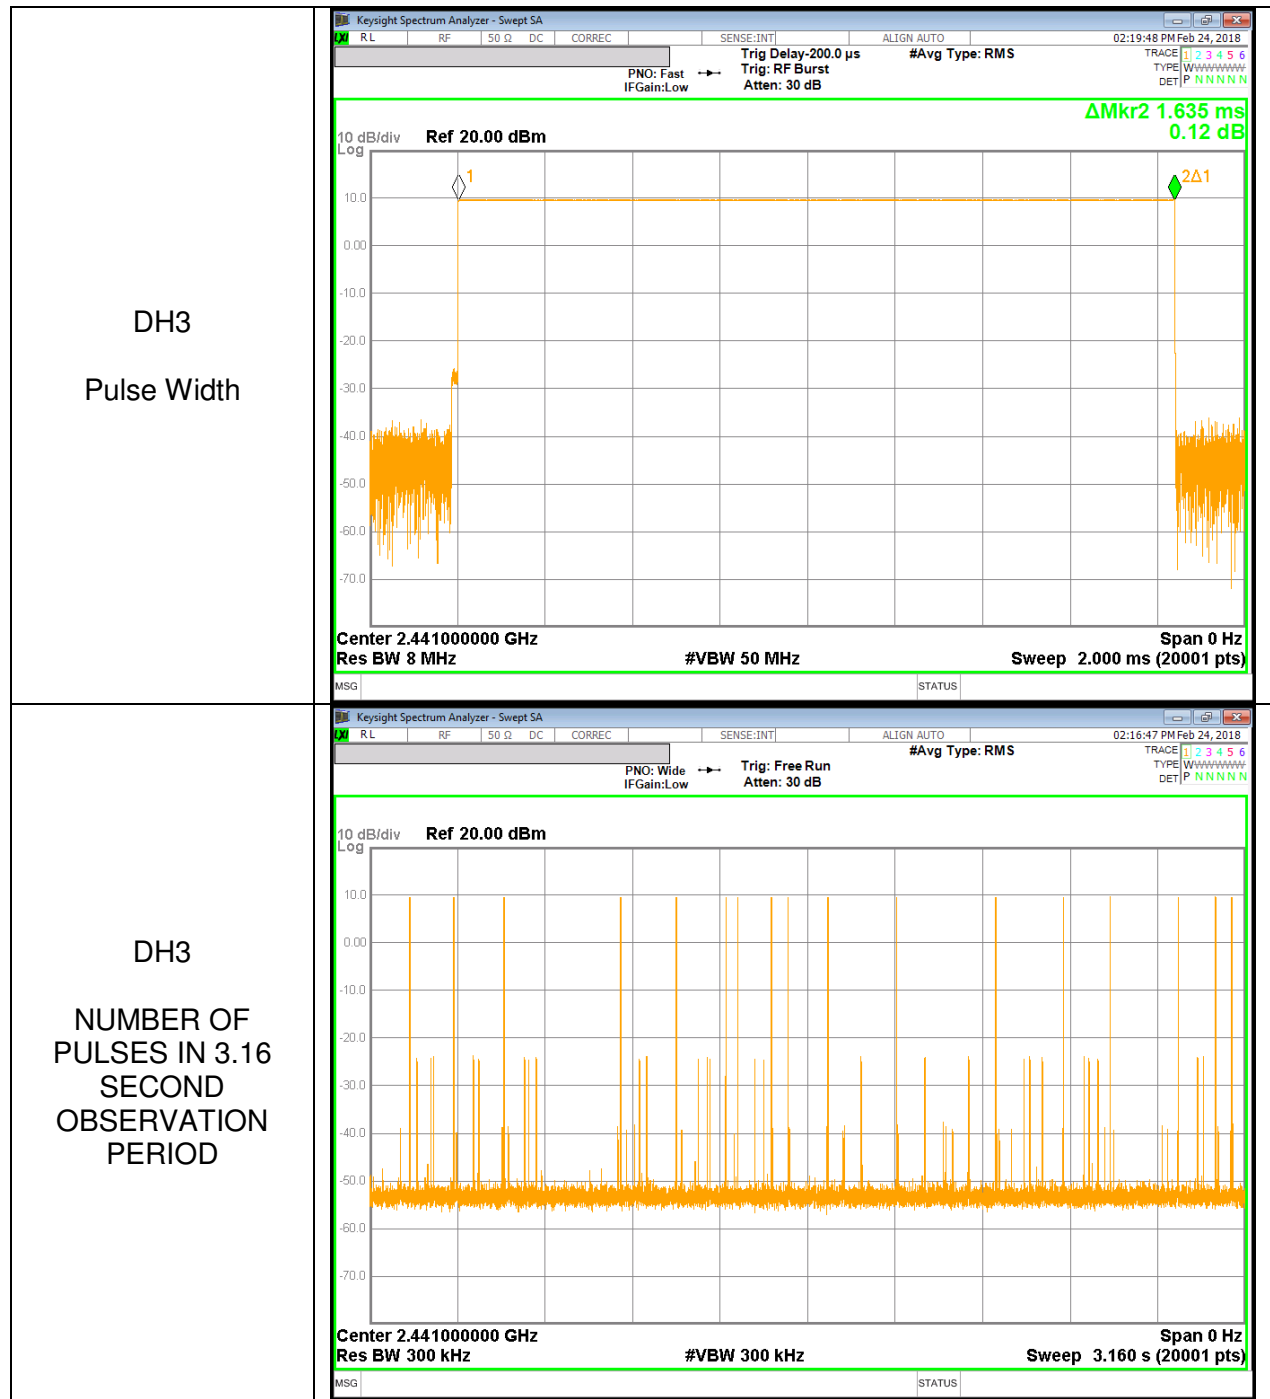 DH3
Pulse Width
Keysight Spectrum Analyzer - Swept SA
LXI RL RF 50 Ω DC CORREC SENSE:INT ALIGN AUTO 02:19:48 PM Feb 24, 2018
PNO: Fast
IFGain:Low
Trig Delay-200.0 µs
Trig: RF Burst
Atten: 30 dB
#Avg Type: RMS
TRACE 1 2 3 4 5 6
TYPE WWWWWWW
DET P N N N N N
ΔMkr2 1.635 ms
0.12 dB
10 dB/div Ref 20.00 dBm
Log
1
2Δ1
10.0
0.00
-10.0
-20.0
-30.0
-40.0
-50.0
-60.0
-70.0
Center 2.441000000 GHz Span 0 Hz
Res BW 8 MHz #VBW 50 MHz Sweep 2.000 ms (20001 pts)
MSG STATUS
DH3
NUMBER OF
PULSES IN 3.16
SECOND
OBSERVATION
PERIOD
Keysight Spectrum Analyzer - Swept SA
LXI RL RF 50 Ω DC CORREC SENSE:INT ALIGN AUTO 02:16:47 PM Feb 24, 2018
PNO: Wide
IFGain:Low
Trig: Free Run
Atten: 30 dB
#Avg Type: RMS
TRACE 1 2 3 4 5 6
TYPE WWWWWWW
DET P N N N N N
10 dB/div Ref 20.00 dBm
Log
10.0
0.00
-10.0
-20.0
-30.0
-40.0
-50.0
-60.0
-70.0
Center 2.441000000 GHz Span 0 Hz
Res BW 300 kHz #VBW 300 kHz Sweep 3.160 s (20001 pts)
MSG STATUS